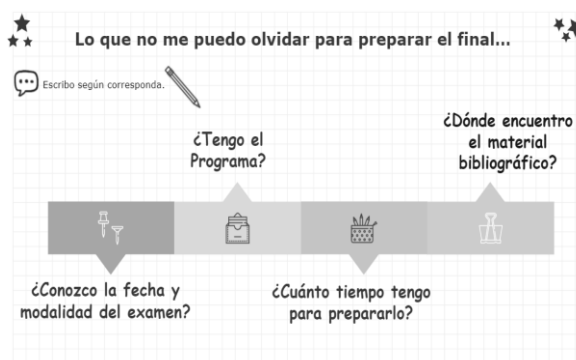 Lo que no me puedo olvidar para preparar el final...
Escribo según corresponda.
¿Tengo el
Programa?
¿Dónde encuentro
el material
bibliográfico?
¿Conozco la fecha y
modalidad del examen?
¿Cuánto tiempo tengo
para prepararlo?